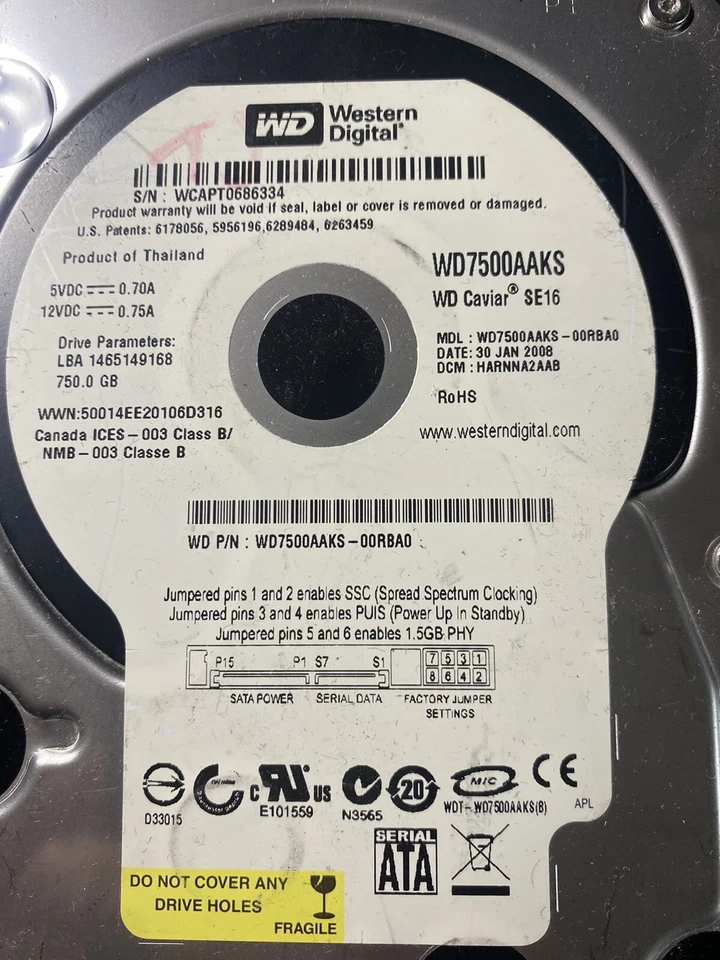 WD Western
Digital®
S/N : WCAPT0686334
Product warranty will be void if seal, label or cover is removed or damaged.
U.S. Patents: 6178056, 5956196,6289484, 6263459
Product of Thailand
WD7500AAKS
5VDC 0.70A
WD Caviar® SE16
12VDC 0.75A
Drive Parameters:
MDL : WD7500AAKS-00RBA0
LBA 1465149168
DATE: 30 JAN 2008
750.0 GB
DCM : HARNNA2AAB
RoHS
WWN:50014EE20106D316
Canada ICES-003 Class B/
www.westerndigital.com
NMB-003 Classe B
WD P/N : WD7500AAKS-00RBA0
Jumpered pins 1 and 2 enables SSC (Spread Spectrum Clocking)
Jumpered pins 3 and 4 enables PUIS (Power Up In Standby)
Jumpered pins 5 and 6 enables 1.5GB PHY
P15 P1 S7 S1 7 5 3 1
8 6 4 2
SATA POWER SERIAL DATA FACTORY JUMPER
SETTINGS
D33015
c RU US
E101559
N3565
20
MIC
CE
WDT-WD7500AAKS(B)
APL
SERIAL
ATA
DO NOT COVER ANY
DRIVE HOLES
FRAGILE